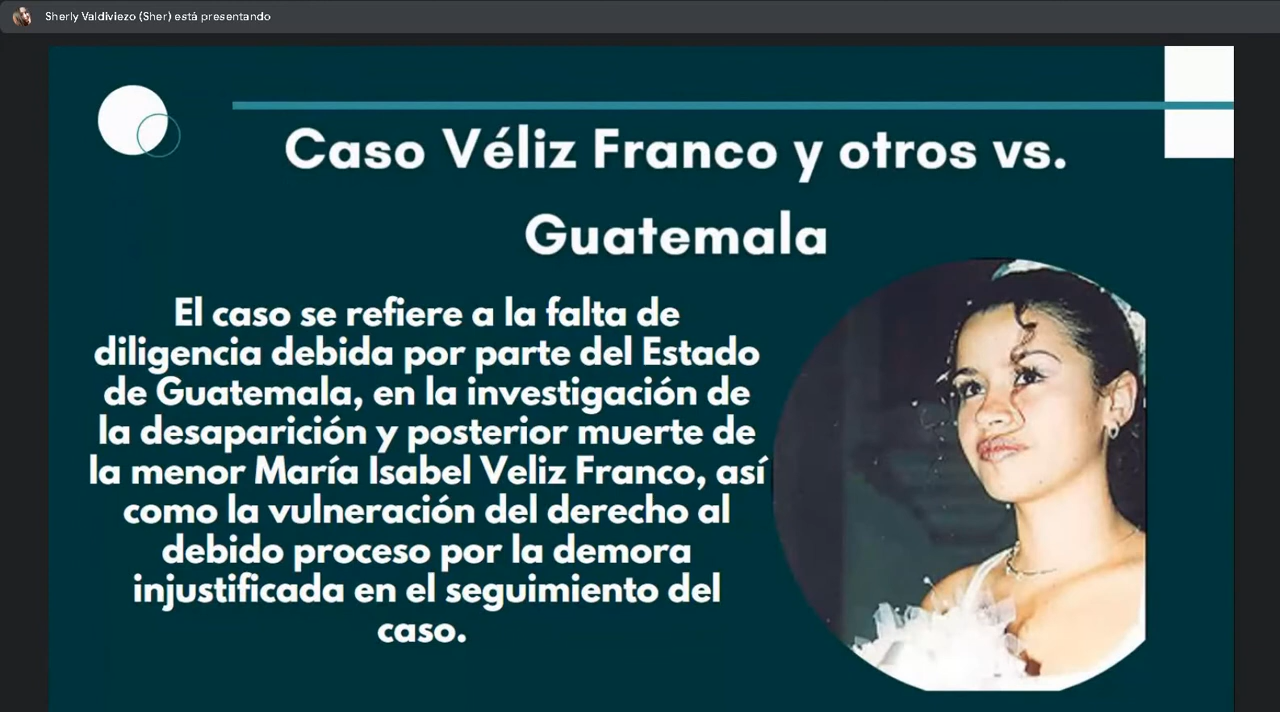 Sherly Valdiviezo (Sher) está presentando
Caso Véliz Franco y otros vs.
Guatemala
El caso se refiere a la falta de
diligencia debida por parte del Estado
de Guatemala, en la investigación de
la desaparición y posterior muerte de
la menor María Isabel Veliz Franco, así
como la vulneración del derecho al
debido proceso por la demora
injustificada en el seguimiento del
caso.